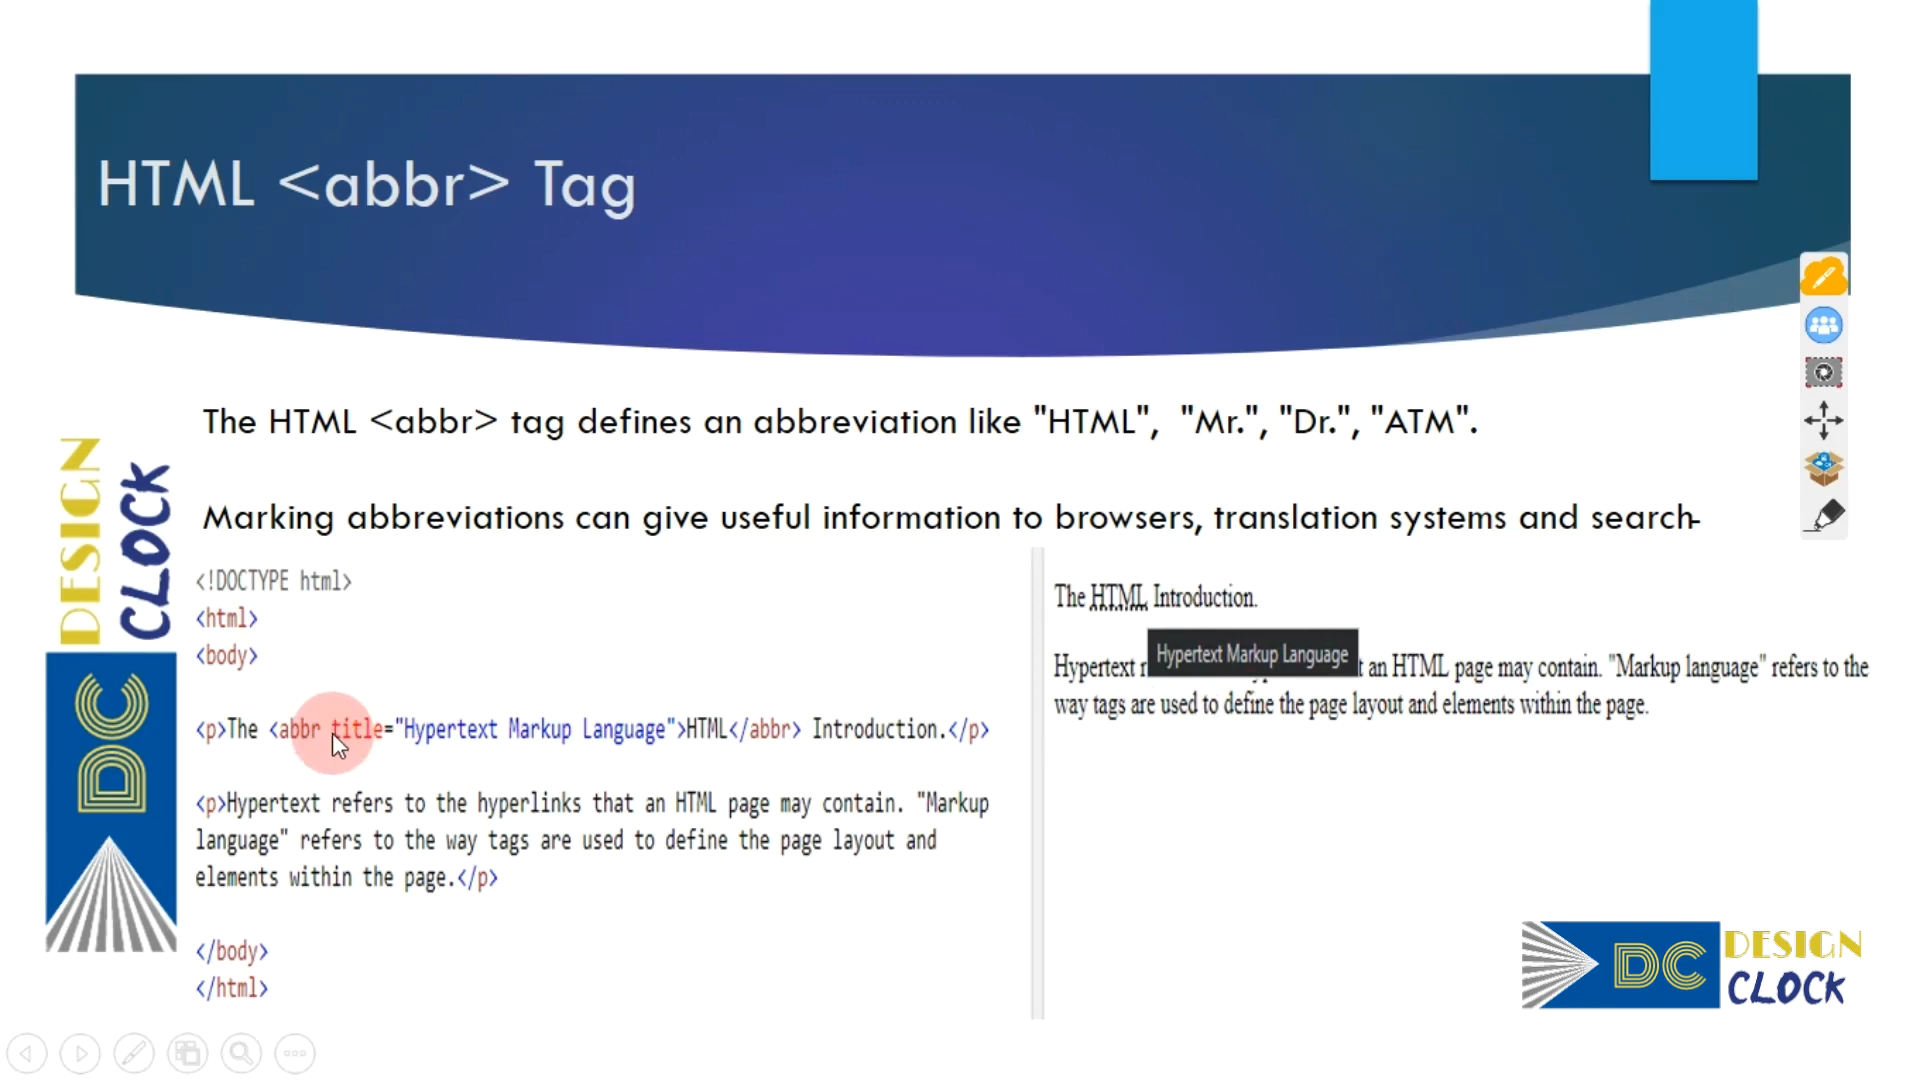 HTML <abbr> Tag
The HTML <abbr> tag defines an abbreviation like "HTML",  "Mr.", "Dr.", "ATM".
Marking abbreviations can give useful information to browsers, translation systems and search-
<!DOCTYPE html>
<html>
<body>
<p>The <abbr title="Hypertext Markup Language">HTML</abbr> Introduction.</p>
<p>Hypertext refers to the hyperlinks that an HTML page may contain. "Markup
language" refers to the way tags are used to define the page layout and
elements within the page.</p>
</body>
</html>
The HTML Introduction.
Hypertext Markup Language
Hypertext an HTML page may contain. "Markup language" refers to the
way tags are used to define the page layout and elements within the page.
DESIGN
CLOCK
DC
DC
DESIGN
CLOCK